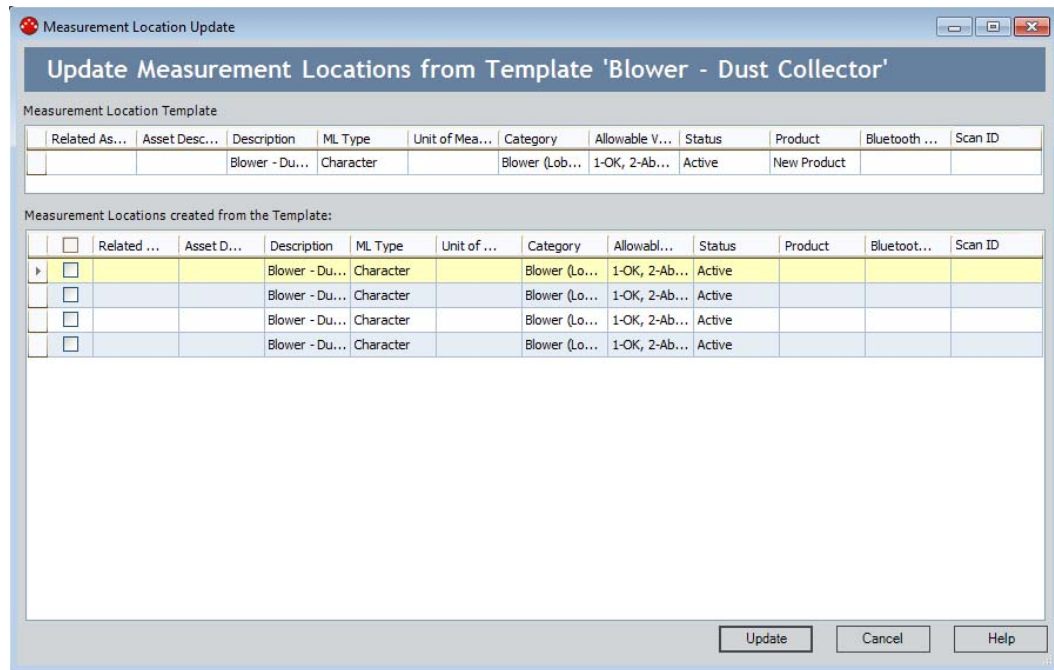 Measurement Location Update
Update Measurement Locations from Template 'Blower - Dust Collector'
Measurement Location Template
Related As... Asset Desc... Description ML Type Unit of Mea... Category Allowable V... Status Product Bluetooth ... Scan ID
Blower - Du... Character Blower (Lob... 1-OK, 2-Ab... Active New Product
Measurement Locations created from the Template:
Related ... Asset D... Description ML Type Unit of ... Category Allowabl... Status Product Bluetoot... Scan ID
Blower - Du... Character Blower (Lo... 1-OK, 2-Ab... Active
Blower - Du... Character Blower (Lo... 1-OK, 2-Ab... Active
Blower - Du... Character Blower (Lo... 1-OK, 2-Ab... Active
Blower - Du... Character Blower (Lo... 1-OK, 2-Ab... Active
Update Cancel Help